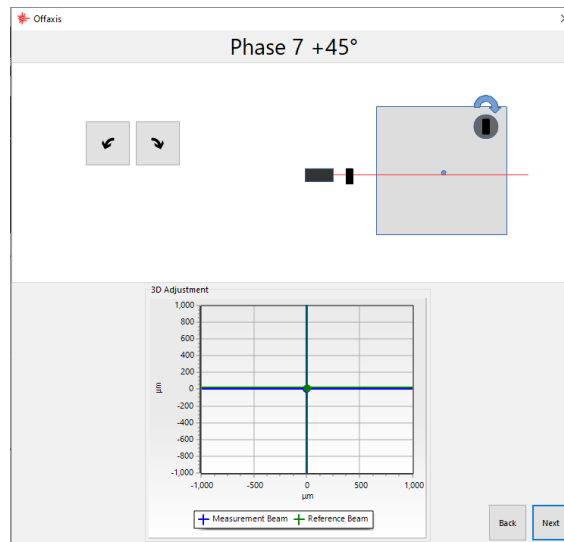 Offaxis
Phase 7 +45°
3D Adjustment
1,000
800
600
400
200
0
-200
-400
-600
-800
-1,000
µm
-1,000 -500 0 500 1,000
µm
Measurement Beam Reference Beam
Back Next